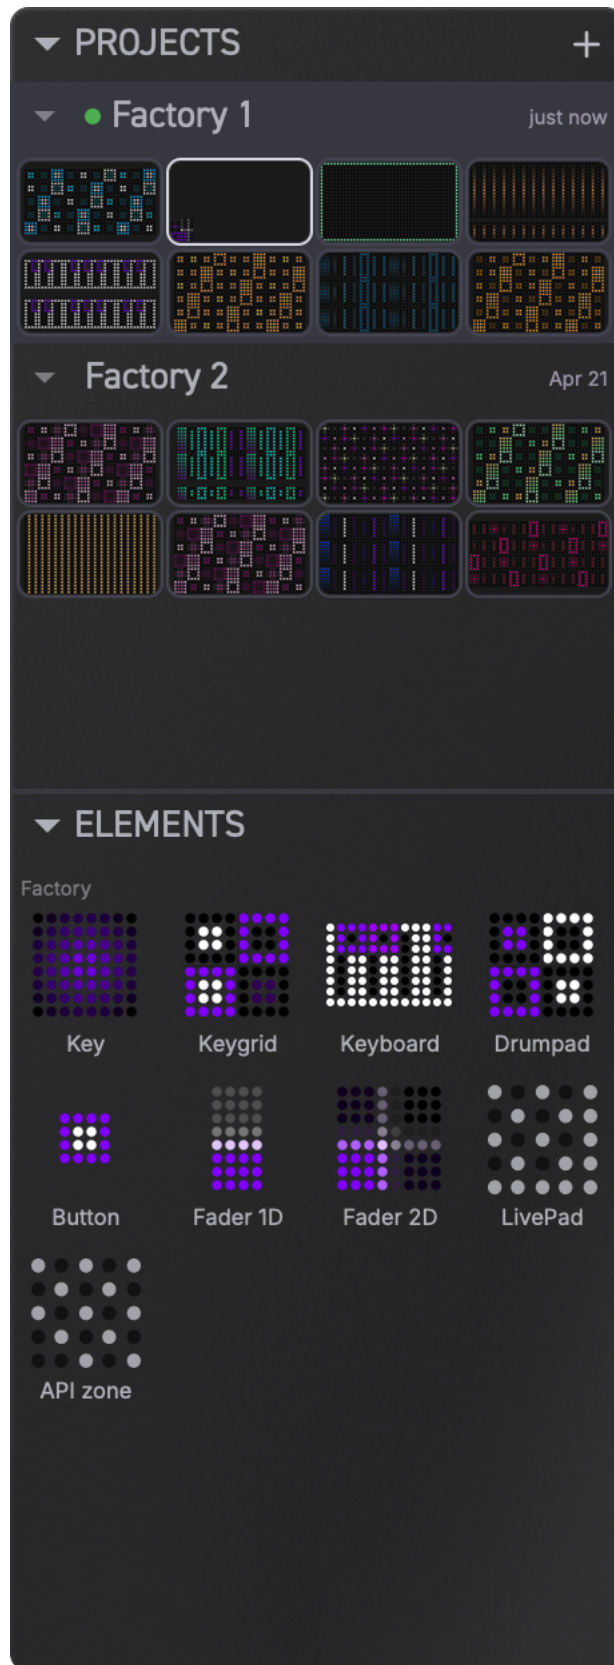 PROJECTS
Factory 1 just now
Factory 2 Apr 21
ELEMENTS
Factory
Key Keygrid Keyboard Drumpad
Button Fader 1D Fader 2D LivePad
API zone